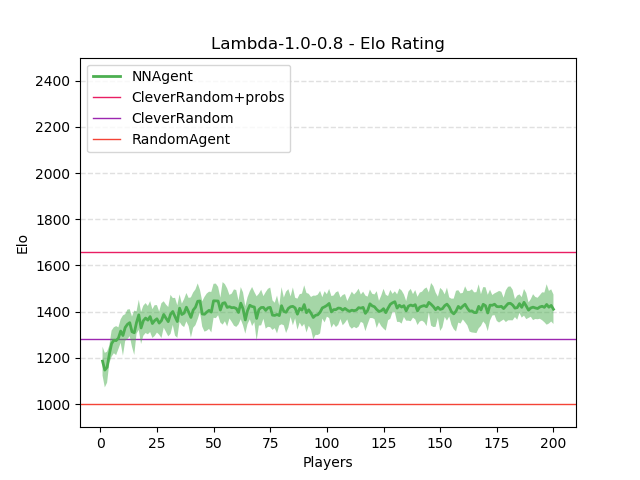 Lambda-1.0-0.8 - Elo Rating
NNAgent
CleverRandom+probs
CleverRandom
RandomAgent
Elo
2400
2200
2000
1800
1600
1400
1200
1000
0 25 50 75 100 125 150 175 200
Players